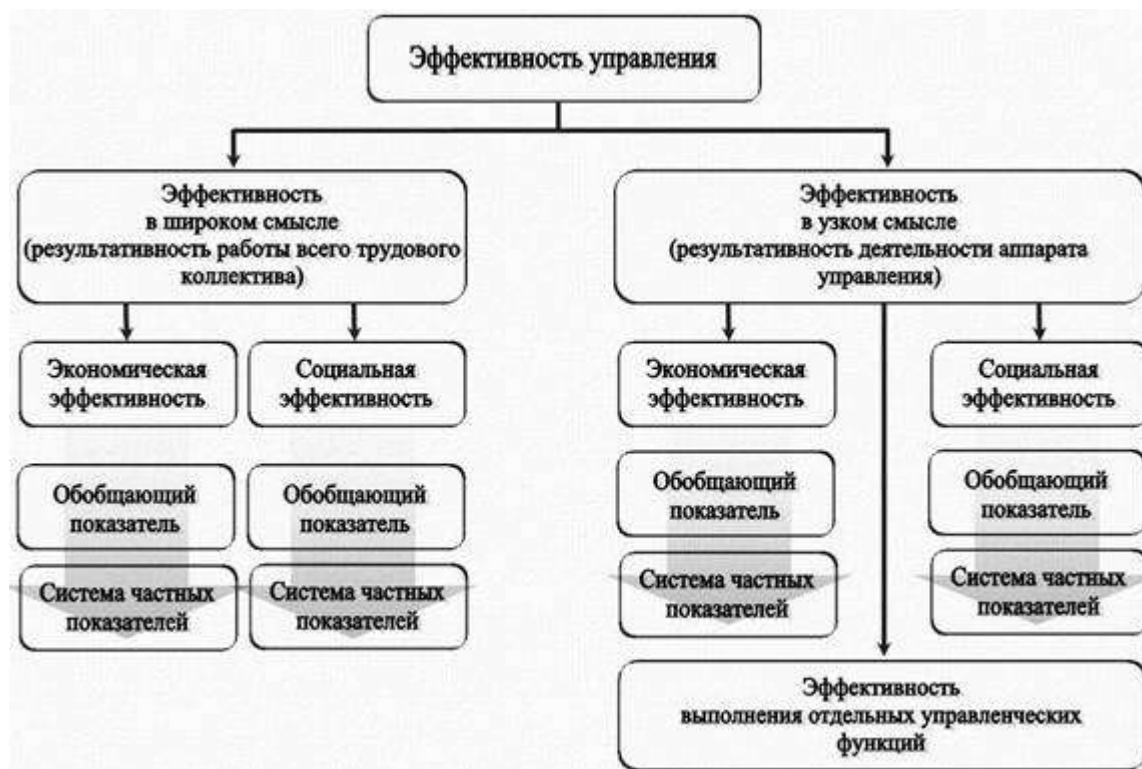 Эффективность управления
Эффективность
в широком смысле
(результативность работы всего трудового
коллектива)
Эффективность
в узком смысле
(результативность деятельности аппарата
управления)
Экономическая
эффективность
Социальная
эффективность
Экономическая
эффективность
Социальная
эффективность
Обобщающий
показатель
Обобщающий
показатель
Обобщающий
показатель
Обобщающий
показатель
Система частных
показателей
Система частных
показателей
Система частных
показателей
Система частных
показателей
Эффективность
выполнения отдельных управленческих
функций